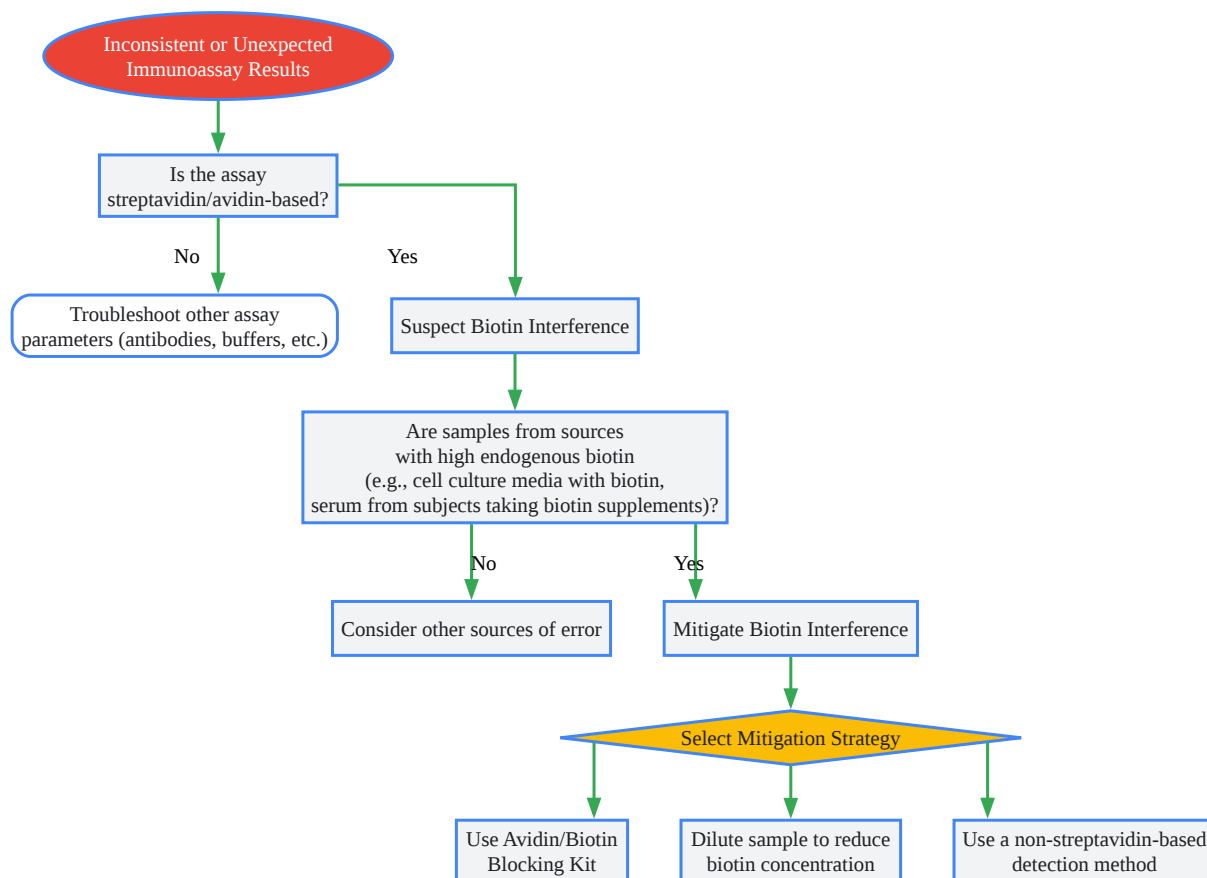 Inconsistent or Unexpected
Immunoassay Results
Is the assay
streptavidin/avidin-based?
No
Yes
Troubleshoot other assay
parameters (antibodies, buffers, etc.)
Suspect Biotin Interference
Are samples from sources
with high endogenous biotin
(e.g., cell culture media with biotin,
serum from subjects taking biotin supplements)?
No
Yes
Consider other sources of error
Mitigate Biotin Interference
Select Mitigation Strategy
Use Avidin/Biotin
Blocking Kit
Dilute sample to reduce
biotin concentration
Use a non-streptavidin-based
detection method